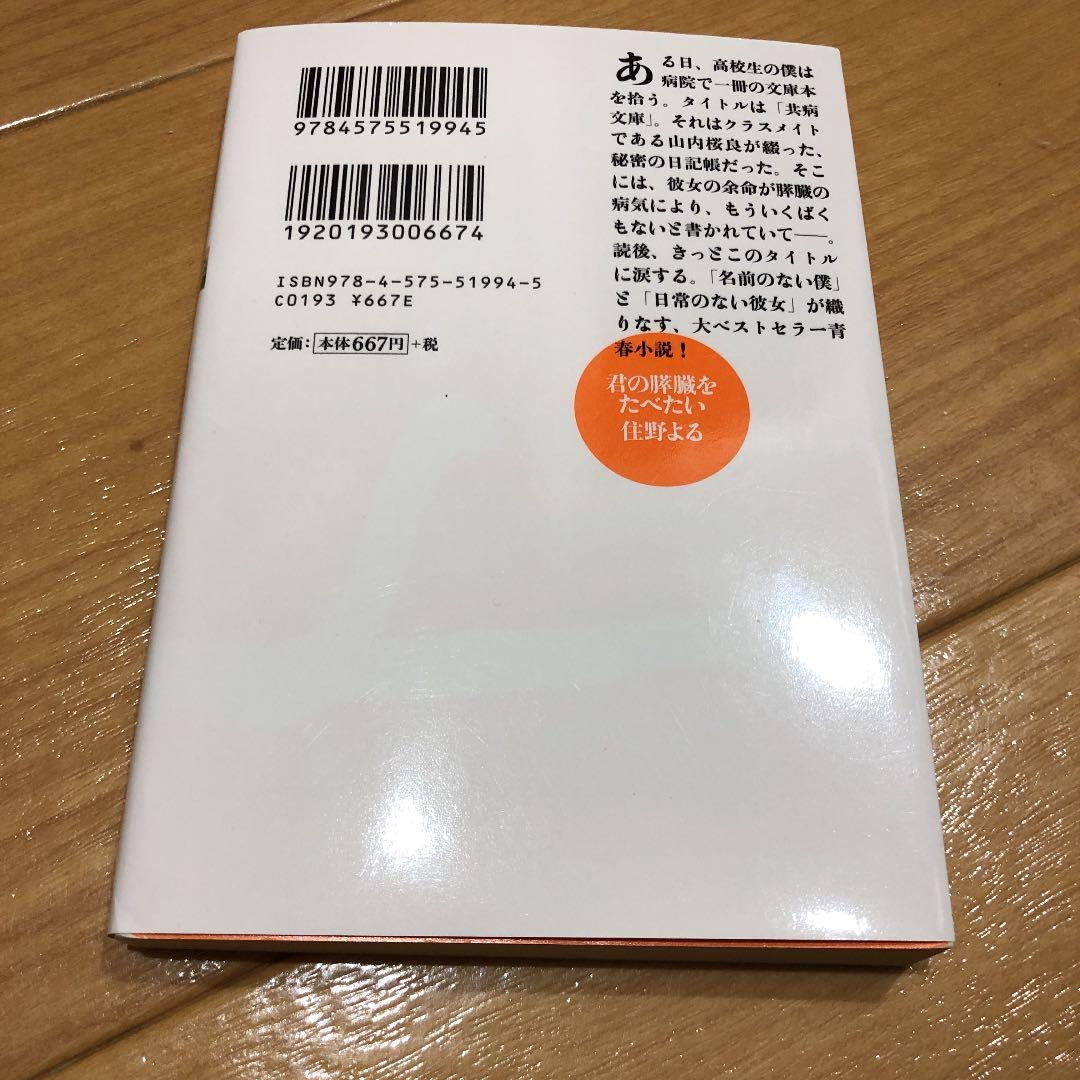 9784575519945
1920193006674
ISBN978-4-575-51994-5
C0193 ¥667E
定価：本体667円＋税
ある日、高校生の僕は
病院で一冊の文庫本
を拾う。タイトルは「共病
文庫」。それはクラスメイト
である山内桜良が綴った、
秘密の日記帳だった。そこ
には、彼女の余命が膵臓の
病気により、もういくばく
もないと書かれていて──。
読後、きっとこのタイトル
に涙する。「名前のない僕」
と「日常のない彼女」が織
りなす、大ベストセラー青
春小説！
君の膵臓を
たべたい
住野よる